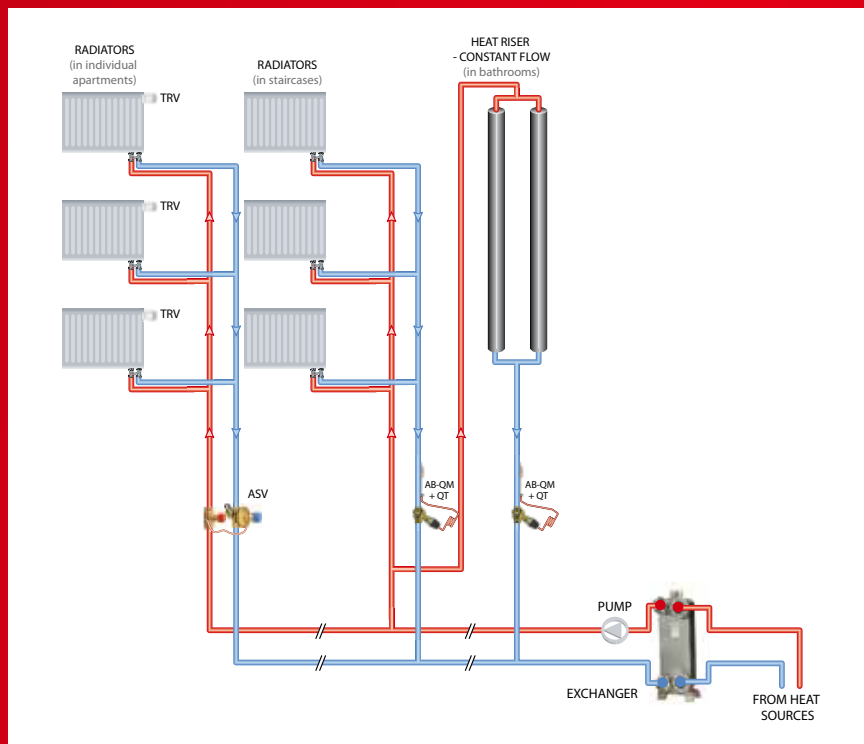 RADIATORS
(in individual
apartments)
RADIATORS
(in staircases)
HEAT RISER
- CONSTANT FLOW
(in bathrooms)
TRV
TRV
TRV
ASV
AB-QM
+ QT
AB-QM
+ QT
PUMP
EXCHANGER
FROM HEAT
SOURCES